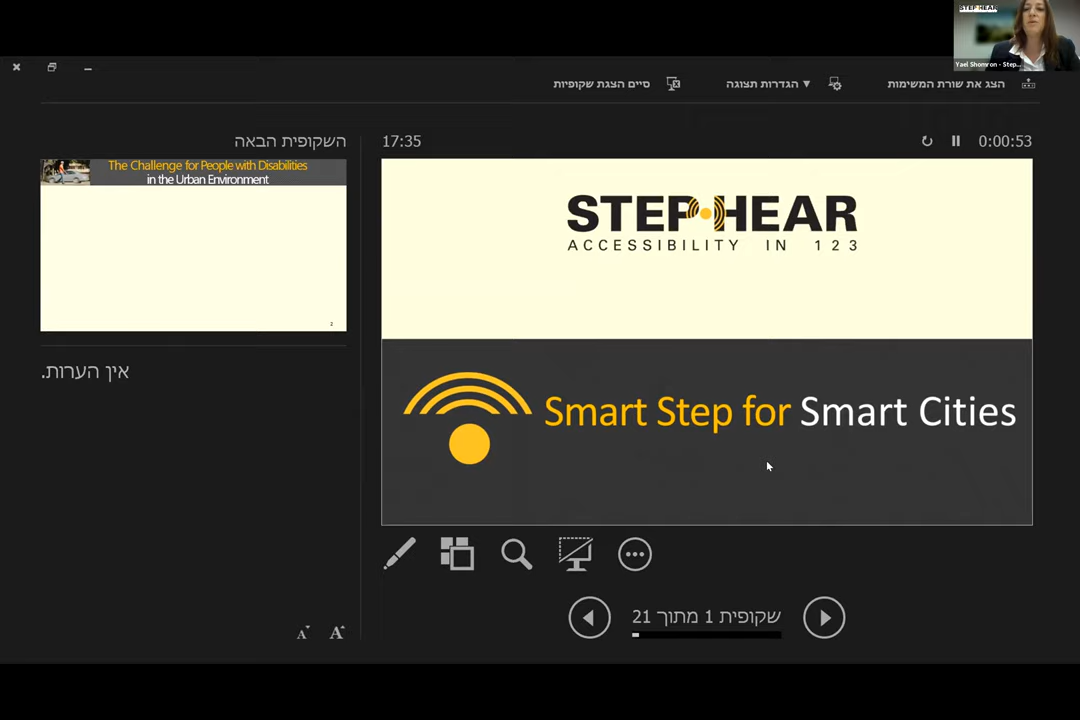 STEP HEAR
Yael Shomron - Step...
סיים הצגת שקופיות
הגדרות תצוגה ▼
הצג את שורת המשימות
השקופית הבאה
17:35
0:00:53
The Challenge for People with Disabilities
in the Urban Environment
2
STEP HEAR
ACCESSIBILITY IN 123
Smart Step for Smart Cities
אין הערות.
שקופית 1 מתוך 21
A A